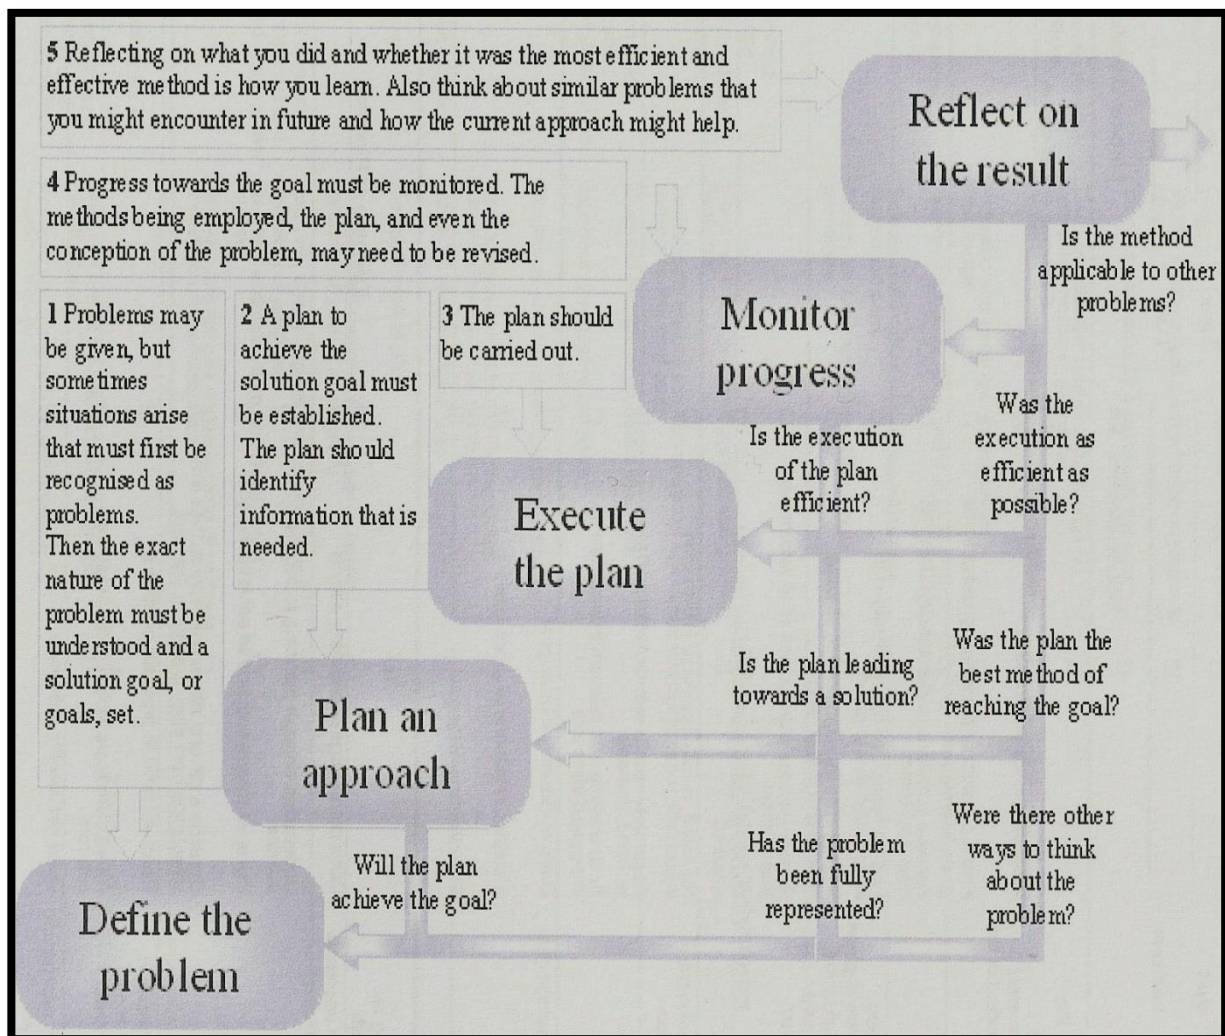 5 Reflecting on what you did and whether it was the most efficient and
effective method is how you learn. Also think about similar problems that
you might encounter in future and how the current approach might help.
Reflect on
the result
4 Progress towards the goal must be monitored. The
methods being employed, the plan, and even the
conception of the problem, may need to be revised.
Is the method
applicable to other
problems?
Monitor
progress
1 Problems may
be given, but
sometimes
situations arise
that must first be
recognised as
problems.
Then the exact
nature of the
problem must be
understood and a
solution goal, or
goals, set.
2 A plan to
achieve the
solution goal must
be established.
The plan should
identify
information that is
needed.
3 The plan should
be carried out.
Is the execution
of the plan
efficient?
Was the
execution as
efficient as
possible?
Execute
the plan
Is the plan leading
towards a solution?
Was the plan the
best method of
reaching the goal?
Plan an
approach
Will the plan
achieve the goal?
Has the problem
been fully
represented?
Were there other
ways to think
about the
problem?
Define the
problem